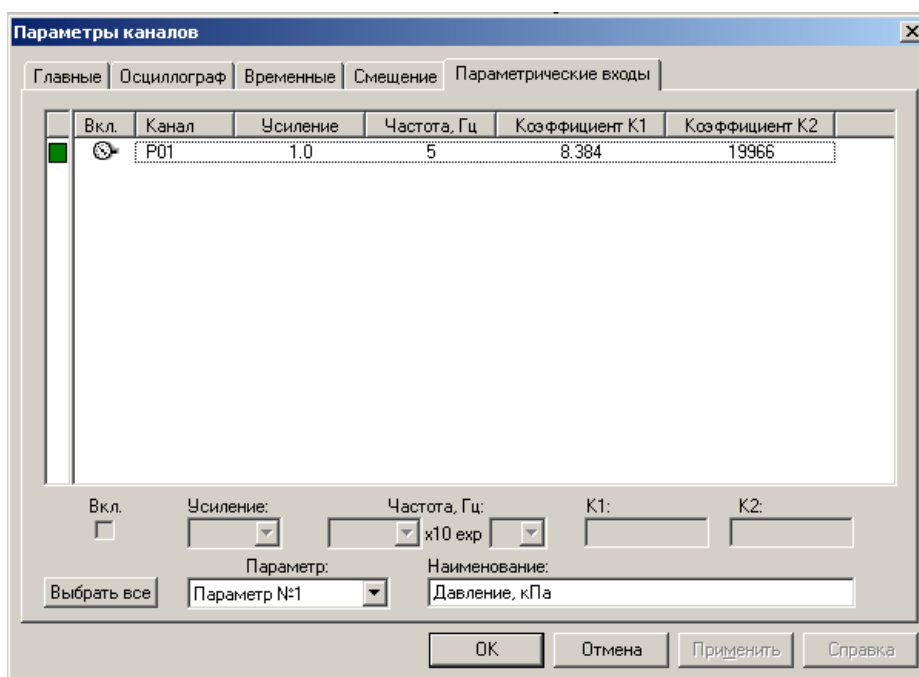 Параметры каналов
Главные Осциллограф Временные Смещение Параметрические входы
Вкл. Канал Усиление Частота, Гц Коэффициент К1 Коэффициент К2
P01 1.0 5 8.384 19966
Вкл. Усиление: Частота, Гц: К1: К2:
x10 exp
Параметр: Наименование:
Выбрать все Параметр №1 Давление, кПа
OK Отмена Применить Справка